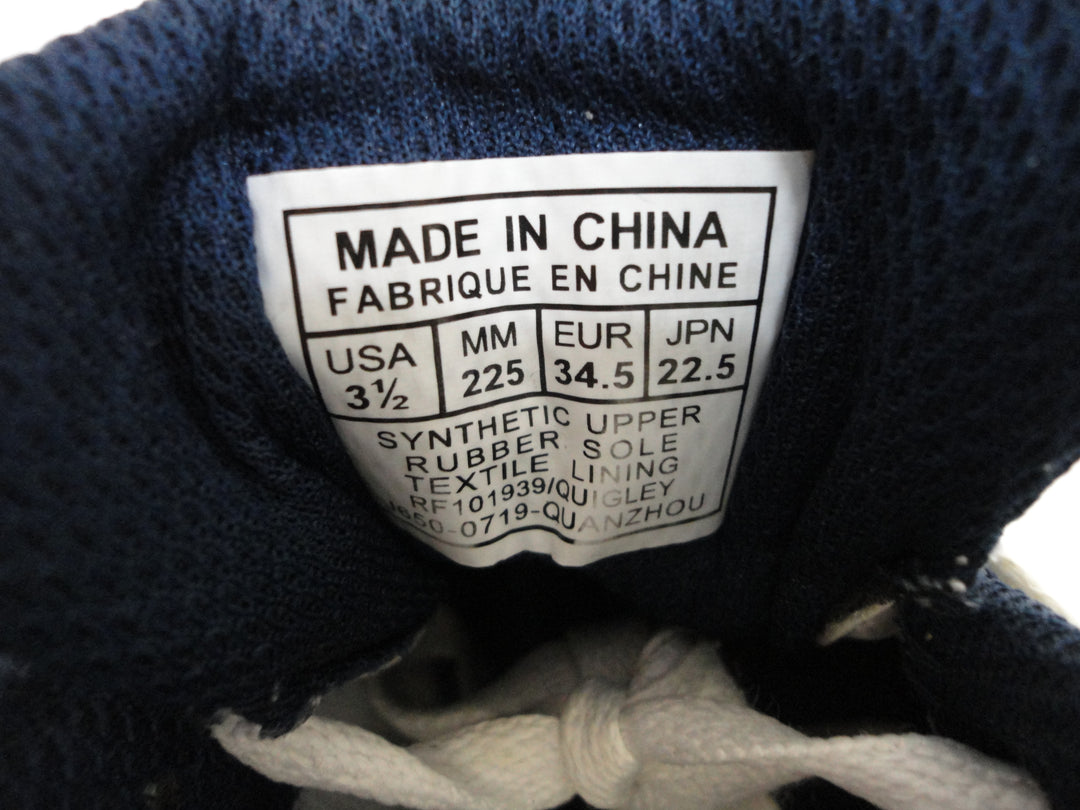 MADE IN CHINA
FABRIQUE EN CHINE
USA MM EUR JPN
3½ 225 34.5 22.5
SYNTHETIC UPPER
RUBBER SOLE
TEXTILE LINING
RF101939/QUIGLEY
J650-0719-QUANZHOU